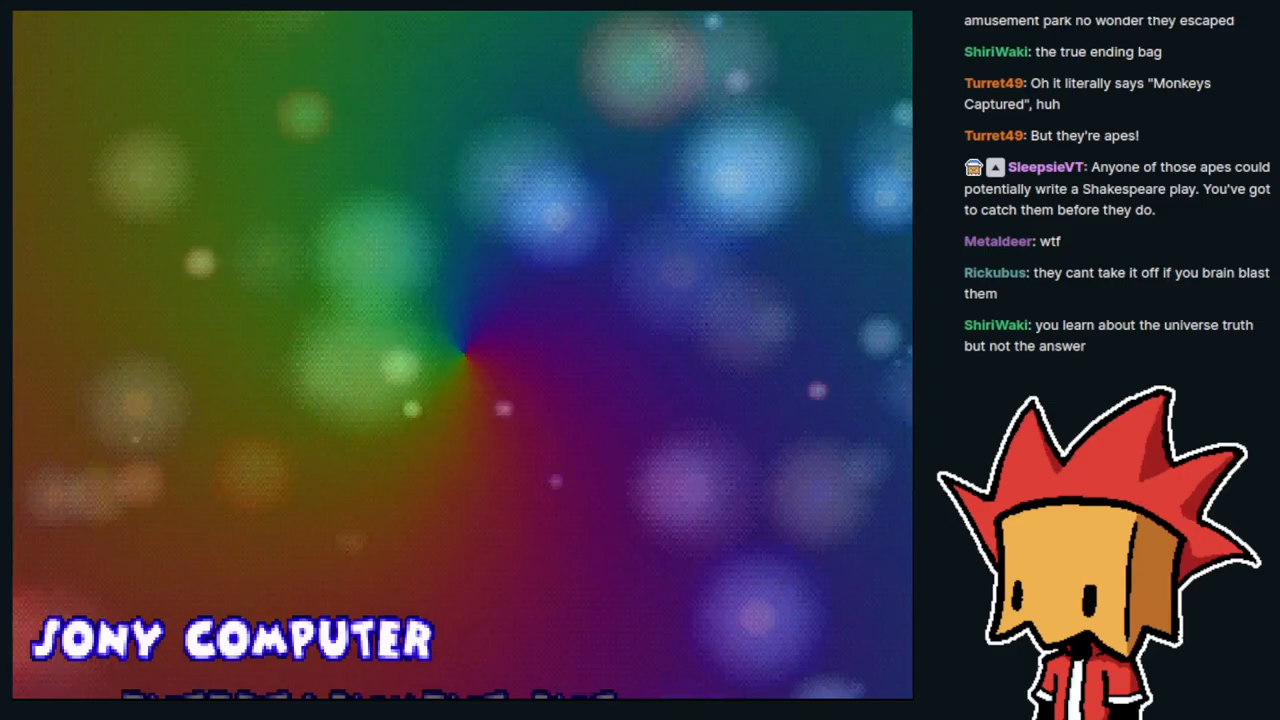 JONY COMPUTER
amusement park no wonder they escaped
ShiriWaki: the true ending bag
Turret49: Oh it literally says "Monkeys
Captured", huh
Turret49: But they're apes!
SleepsieVT: Anyone of those apes could
potentially write a Shakespeare play. You've got
to catch them before they do.
Metaldeer: wtf
Rickubus: they cant take it off if you brain blast
them
ShiriWaki: you learn about the universe truth
but not the answer